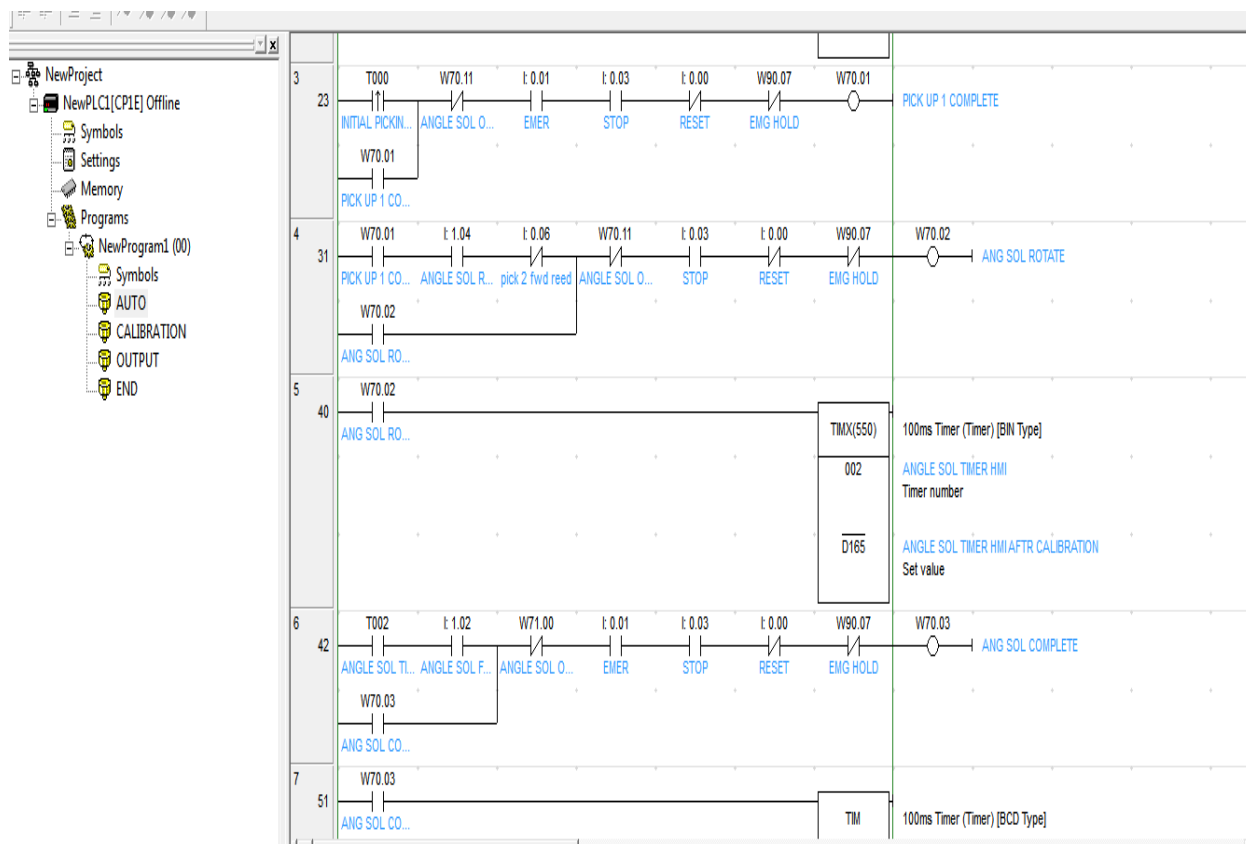 NewProject
NewPLC1[CP1E] Offline
Symbols
Settings
Memory
Programs
NewProgram1 (00)
Symbols
AUTO
CALIBRATION
OUTPUT
END
3
23
T000 W70.11 I: 0.01 I: 0.03 I: 0.00 W90.07 W70.01
PICK UP 1 COMPLETE
INITIAL PICKIN... ANGLE SOL O... EMER STOP RESET EMG HOLD
W70.01
PICK UP 1 CO...
4
31
W70.01 I: 1.04 I: 0.06 W70.11 I: 0.03 I: 0.00 W90.07 W70.02
ANG SOL ROTATE
PICK UP 1 CO... ANGLE SOL R... pick 2 fwd reed ANGLE SOL O... STOP RESET EMG HOLD
W70.02
ANG SOL RO...
5
40
W70.02
ANG SOL RO...
TIMX(550) 100ms Timer (Timer) [BIN Type]
002 ANGLE SOL TIMER HMI
Timer number
D165 ANGLE SOL TIMER HMI AFTR CALIBRATION
Set value
6
42
T002 I: 1.02 W71.00 I: 0.01 I: 0.03 I: 0.00 W90.07 W70.03
ANG SOL COMPLETE
ANGLE SOL TI... ANGLE SOL F... ANGLE SOL O... EMER STOP RESET EMG HOLD
W70.03
ANG SOL CO...
7
51
W70.03
ANG SOL CO...
TIM 100ms Timer (Timer) [BCD Type]